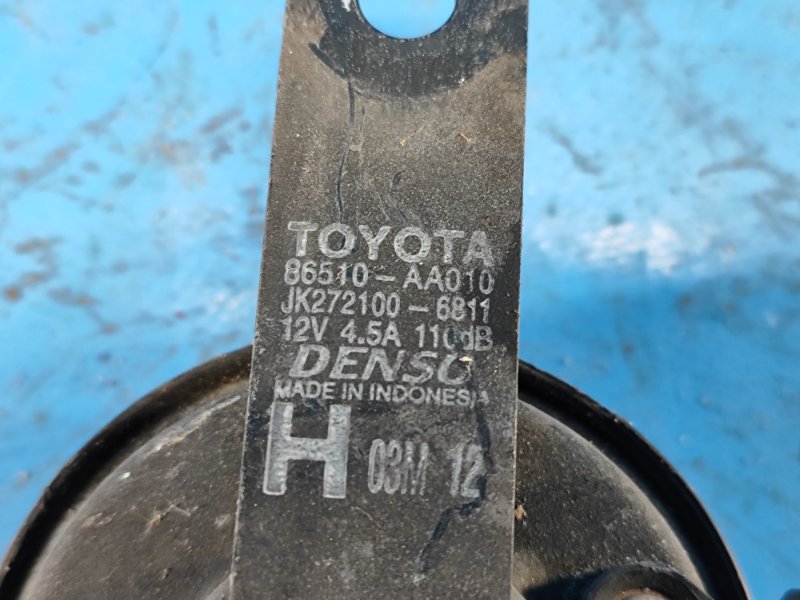 TOYOTA
86510-AA010
JK272100-6811
12V 4.5A 110dB
DENSO
MADE IN INDONESIA
H 03M 12